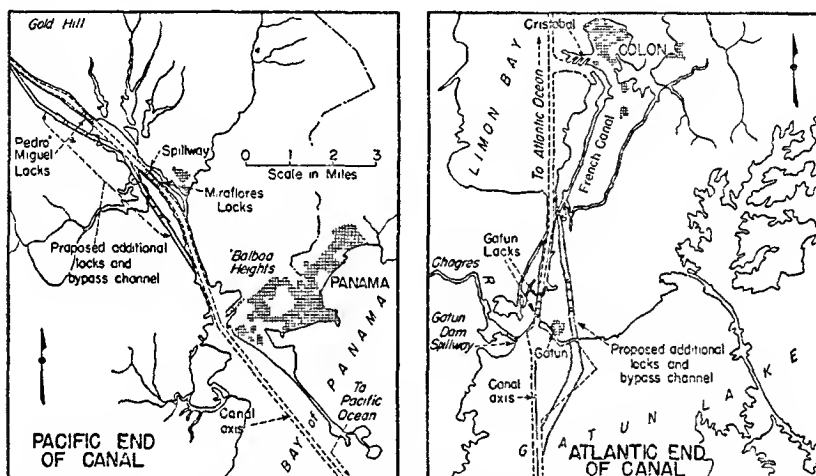 Gold Hill
Pedro
Miguel
Locks
Spillway
0 1 2 3
Scale in Miles
Miraflores
Locks
Proposed additional
locks and
bypass channel
Balboa
Heights
PANAMA
BAY of PANAMA
To
Pacific
Ocean
Canal
axis
PACIFIC END
OF CANAL
Cristobal
COLON
LIMON BAY
To Atlantic Ocean
French Canal
Gatun
Locks
Chagres R
Gatun
Dam
Spillway
Gatun
Proposed additional
locks and
bypass channel
Canal
axis
GATUN LAKE
ATLANTIC END
OF CANAL